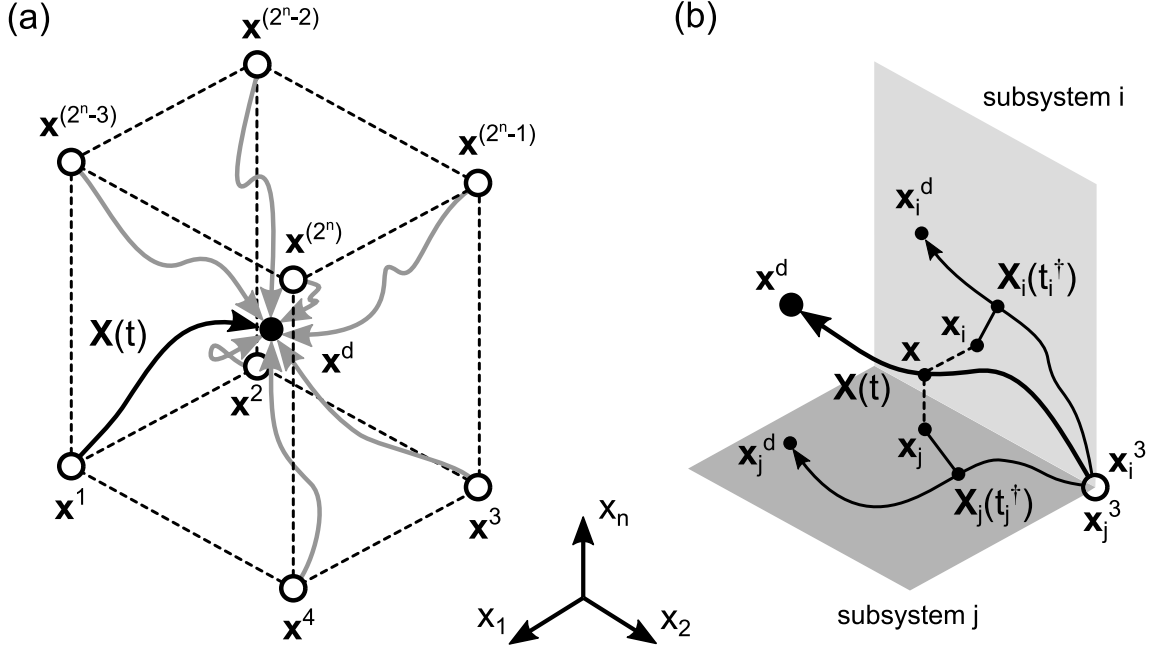 (a)
x^(2^n-2)
x^(2^n-3)
x^(2^n-1)
x^(2^n)
X(t)
x^d
x^2
x^1
x^3
x^4
x_n
x_1
x_2
(b)
subsystem i
x_i^d
x^d
X_i(t_i^†)
x_i
x
X(t)
x_j
x_j^d
X_j(t_j^†)
x_i^3
x_j^3
subsystem j